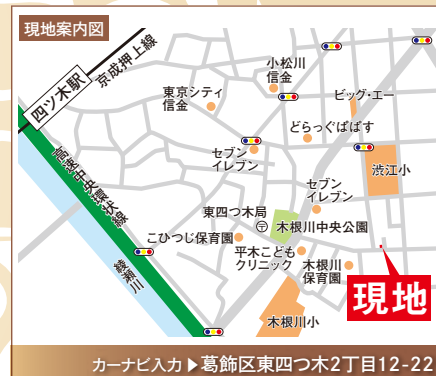 現地案内図
四ツ木駅
京成押上線
小松川
信金
東京シティ
信金
ビッグ・エー
どらっぐぱぱす
セブン
イレブン
渋江小
高速中央環状線
セブン
イレブン
東四つ木局
木根川中央公園
こひつじ保育園
平木こども
クリニック
木根川
保育園
綾瀬川
現地
木根川小
カーナビ入力▶葛飾区東四つ木2丁目12-22